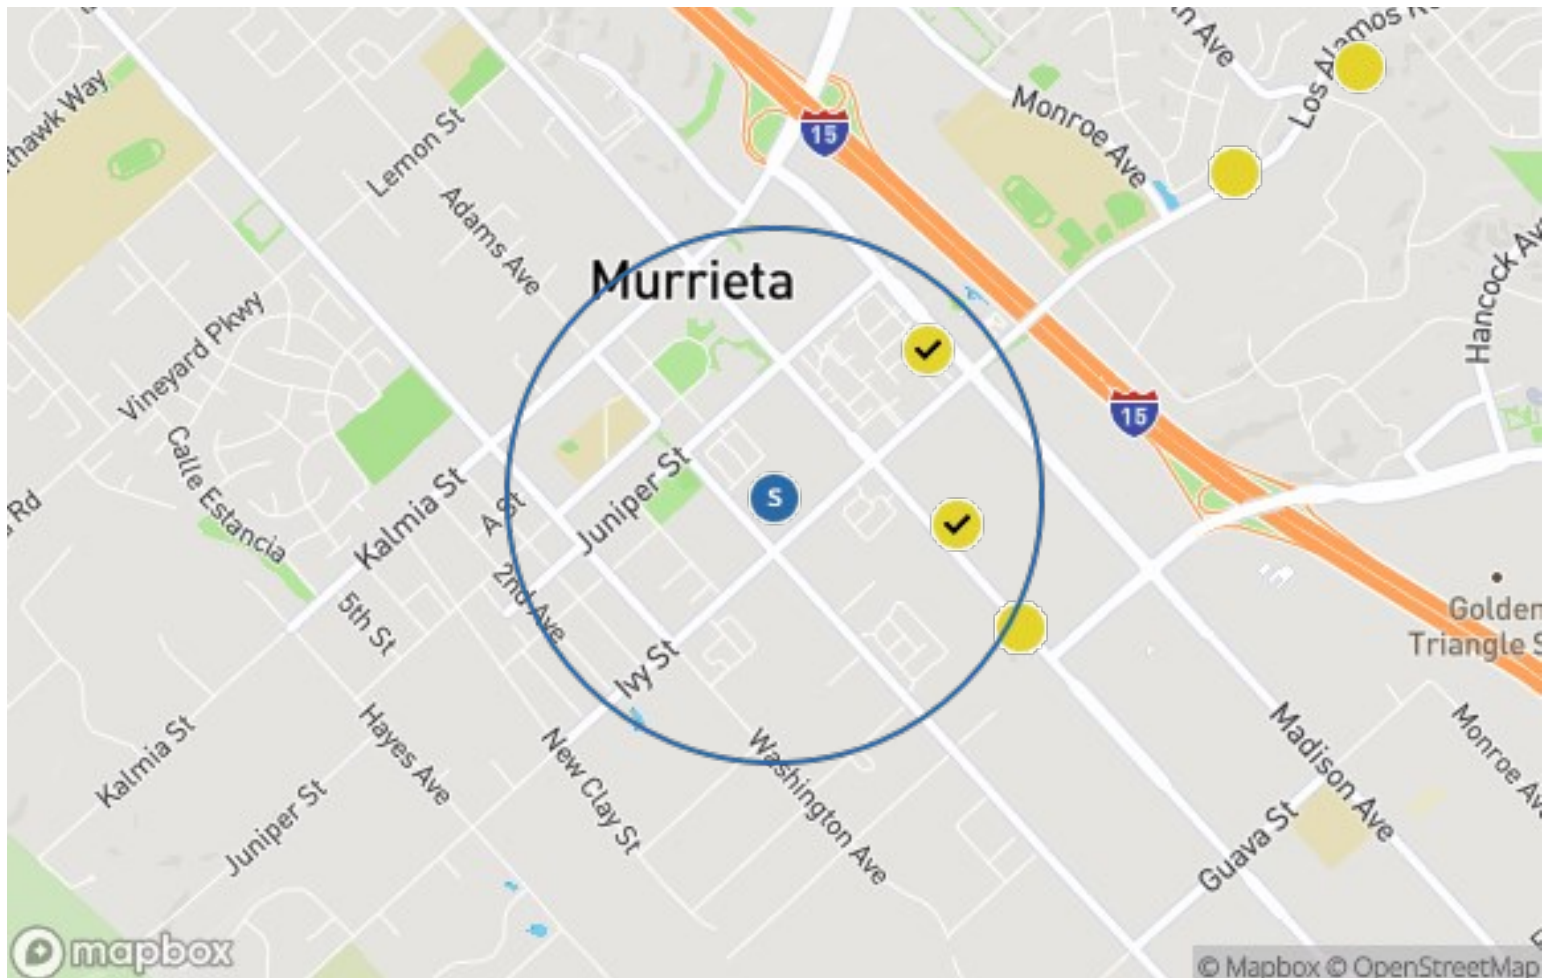 Los Alamos
Monroe Ave
15
Lemon St
Adams Ave
Murrieta
Vineyard Pkwy
Hancock Av
15
Calle Estancia
Kalmia St
A St
Juniper St
S
2nd Ave
5th St
Golden
Triangle S
Ivy St
Hayes Ave
New Clay St
Washington Ave
Madison Ave
Monroe Av
Kalmia St
Juniper St
Guava St
mapbox
© Mapbox © OpenStreetMap